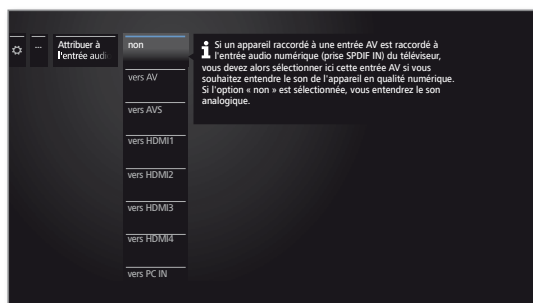 ...
Attribuer à
l'entrée audio
non
Si un appareil raccordé à une entrée AV est raccordé à
l'entrée audio numérique (prise SPDIF IN) du téléviseur,
vous devez alors sélectionner ici cette entrée AV si vous
souhaitez entendre le son de l'appareil en qualité numérique.
Si l'option « non » est sélectionnée, vous entendrez le son
analogique.
vers AV
vers AVS
vers HDMI1
vers HDMI2
vers HDMI3
vers HDMI4
vers PC IN